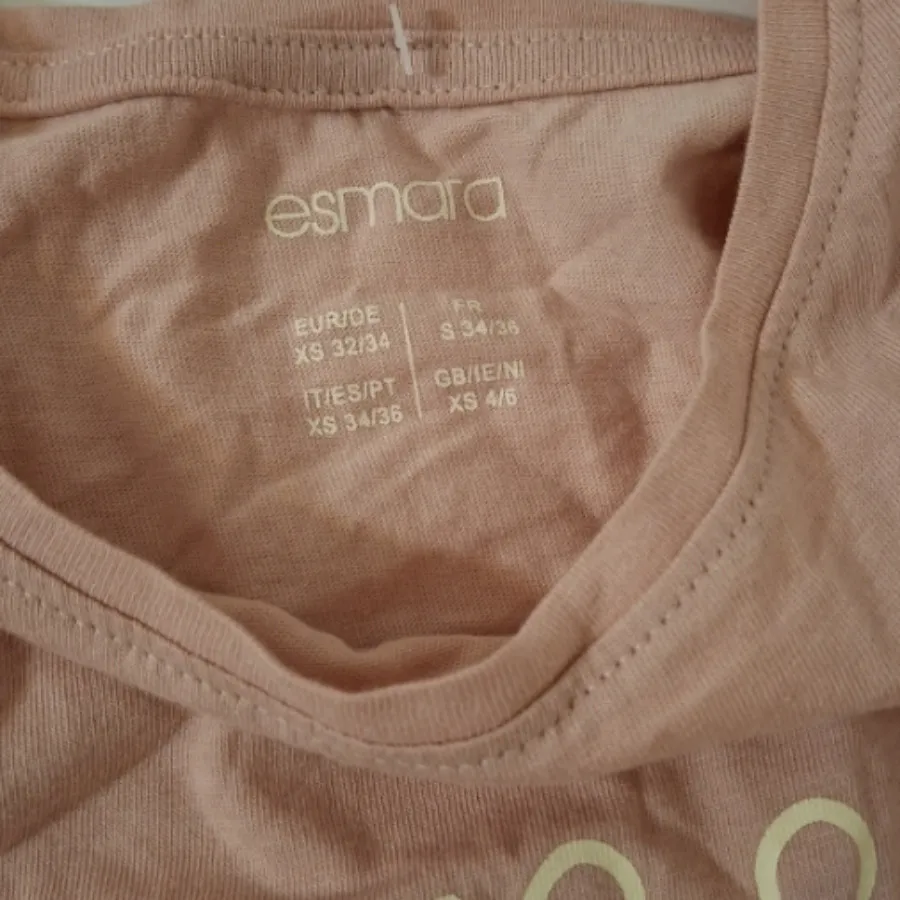 esmara
EUR/DE
XS 32/34
FR
S 34/36
IT/ES/PT
XS 34/36
GB/IE/NI
XS 4/6